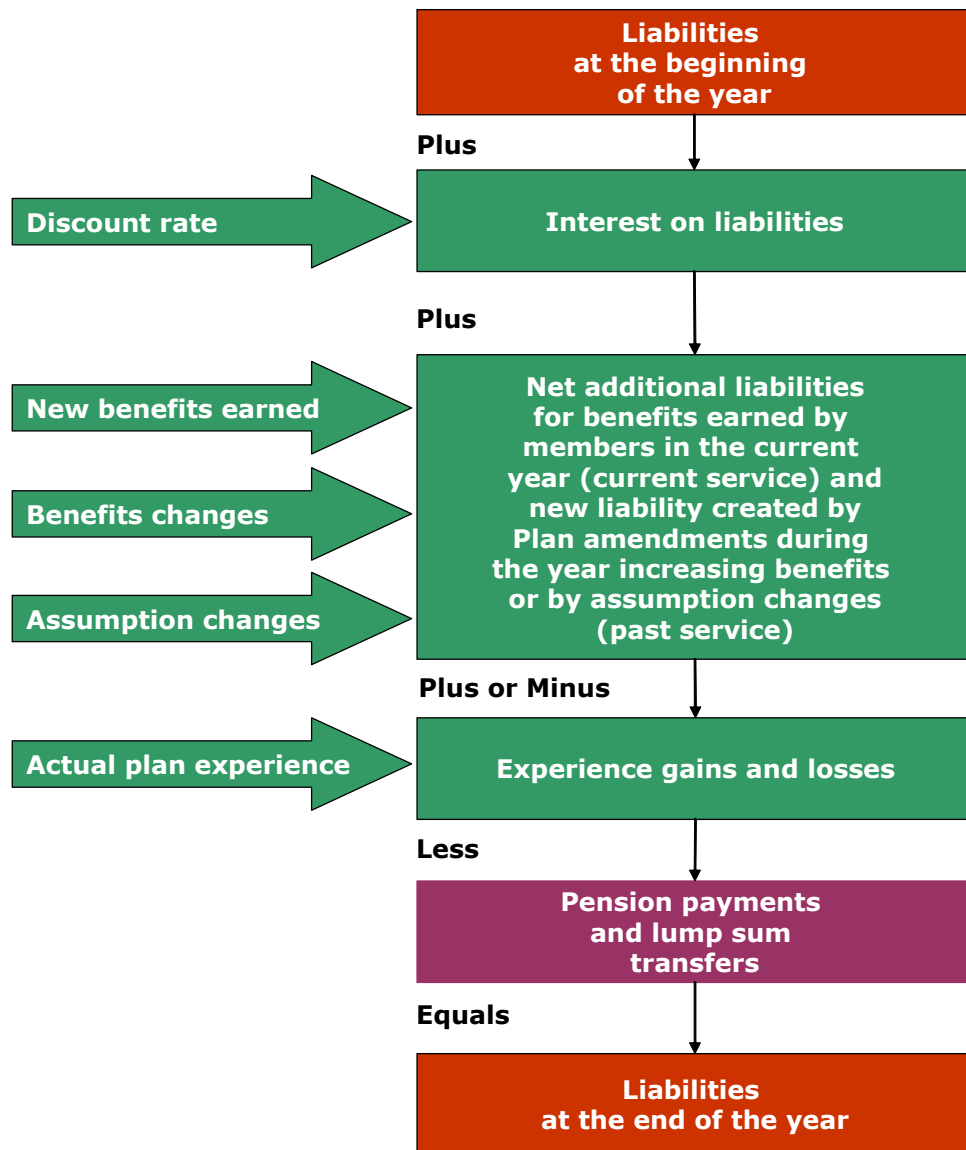 Liabilities
at the beginning
of the year
Plus
Discount rate
Interest on liabilities
Plus
New benefits earned
Benefits changes
Assumption changes
Net additional liabilities
for benefits earned by
members in the current
year (current service) and
new liability created by
Plan amendments during
the year increasing benefits
or by assumption changes
(past service)
Plus or Minus
Actual plan experience
Experience gains and losses
Less
Pension payments
and lump sum
transfers
Equals
Liabilities
at the end of the year